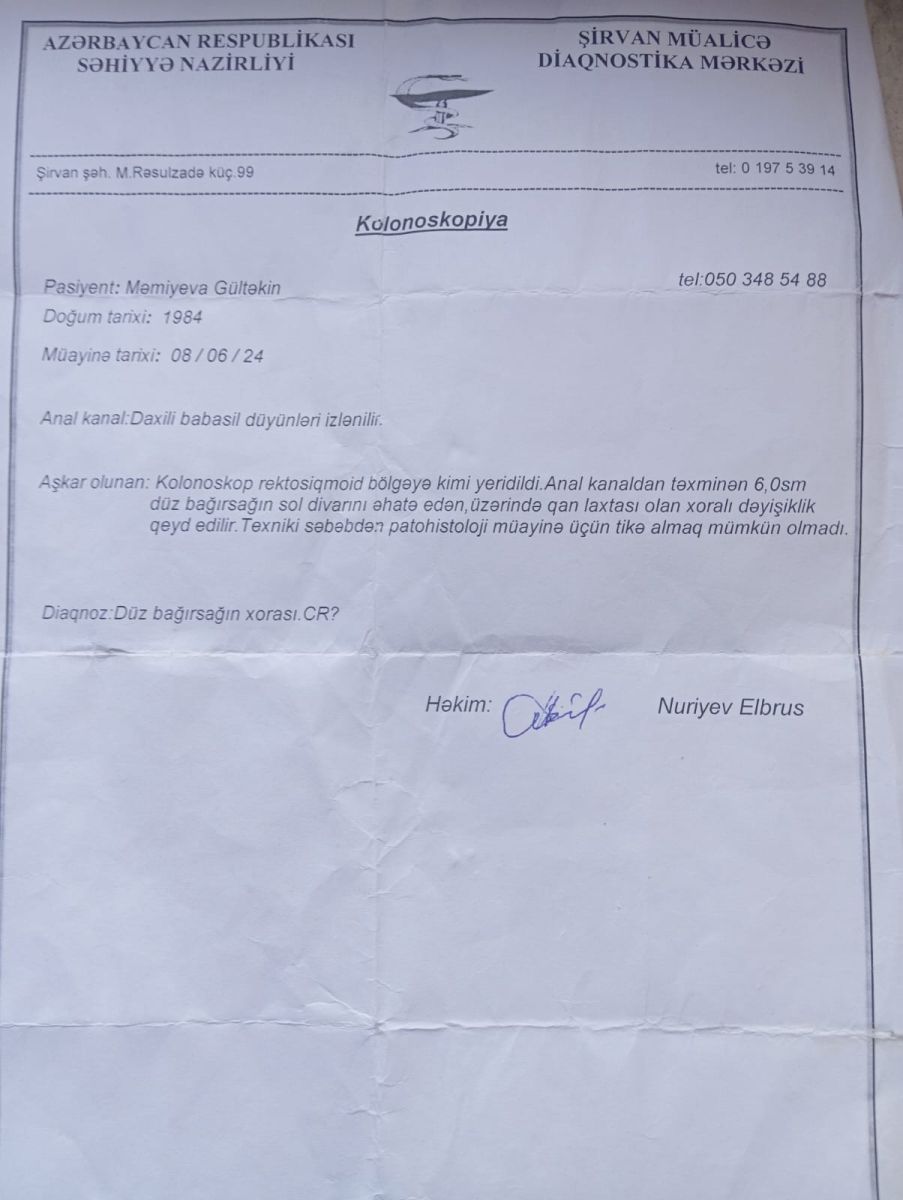 AZƏRBAYCAN RESPUBLİKASI
SƏHİYYƏ NAZİRLİYİ
ŞİRVAN MÜALİCƏ
DİAQNOSTİKA MƏRKƏZİ
Şirvan şəh. M.Rəsulzadə küç.99
tel: 0 197 5 39 14
Kolonoskopiya
Pasiyent: Məmiyeva Gültəkin
tel:050 348 54 88
Doğum tarixi: 1984
Müayinə tarixi: 08 / 06 / 24
Anal kanal:Daxili babasil düyünləri izlənilir.
Aşkar olunan: Kolonoskop rektosiqmoid bölgəyə kimi yeridildi.Anal kanaldan təxminən 6,0sm
düz bağırsağın sol divarını əhatə edən,üzərində qan laxtası olan xoralı dəyişiklik
qeyd edilir.Texniki səbəbdən patohistoloji müayinə üçün tikə almaq mümkün olmadı.
Diaqnoz:Düz bağırsağın xorası.CR?
Həkim:
Nuriyev Elbrus